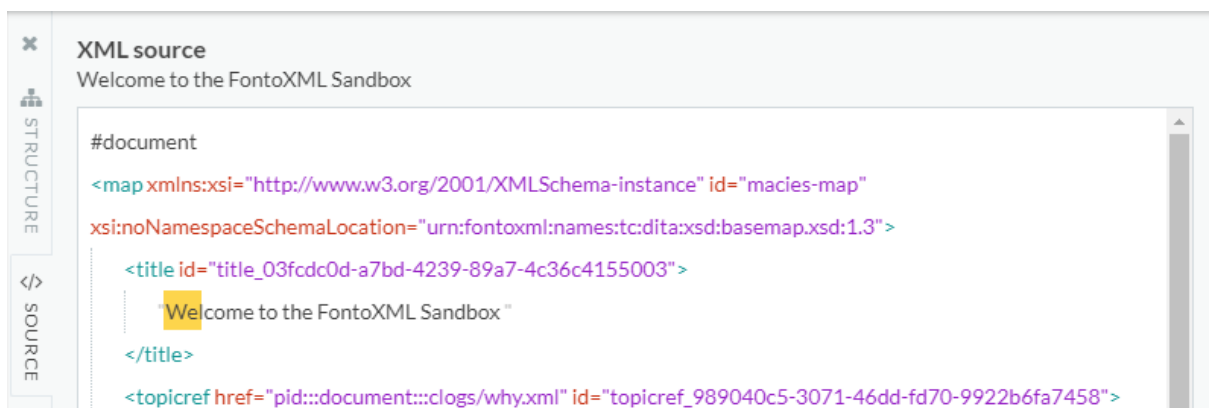 XML source
Welcome to the FontoXML Sandbox
STRUCTURE
</> SOURCE
#document
<map xmlns:xsi="http://www.w3.org/2001/XMLSchema-instance" id="macies-map"
xsi:noNamespaceSchemaLocation="urn:fontoxml:names:tc:dita:xsd:basemap.xsd:1.3">
<title id="title_03fcdc0d-a7bd-4239-89a7-4c36c4155003">
"Welcome to the FontoXML Sandbox "
</title>
<topicref href="pid:::document:::clogs/why.xml" id="topicref_989040c5-3071-46dd-fd70-9922b6fa7458">